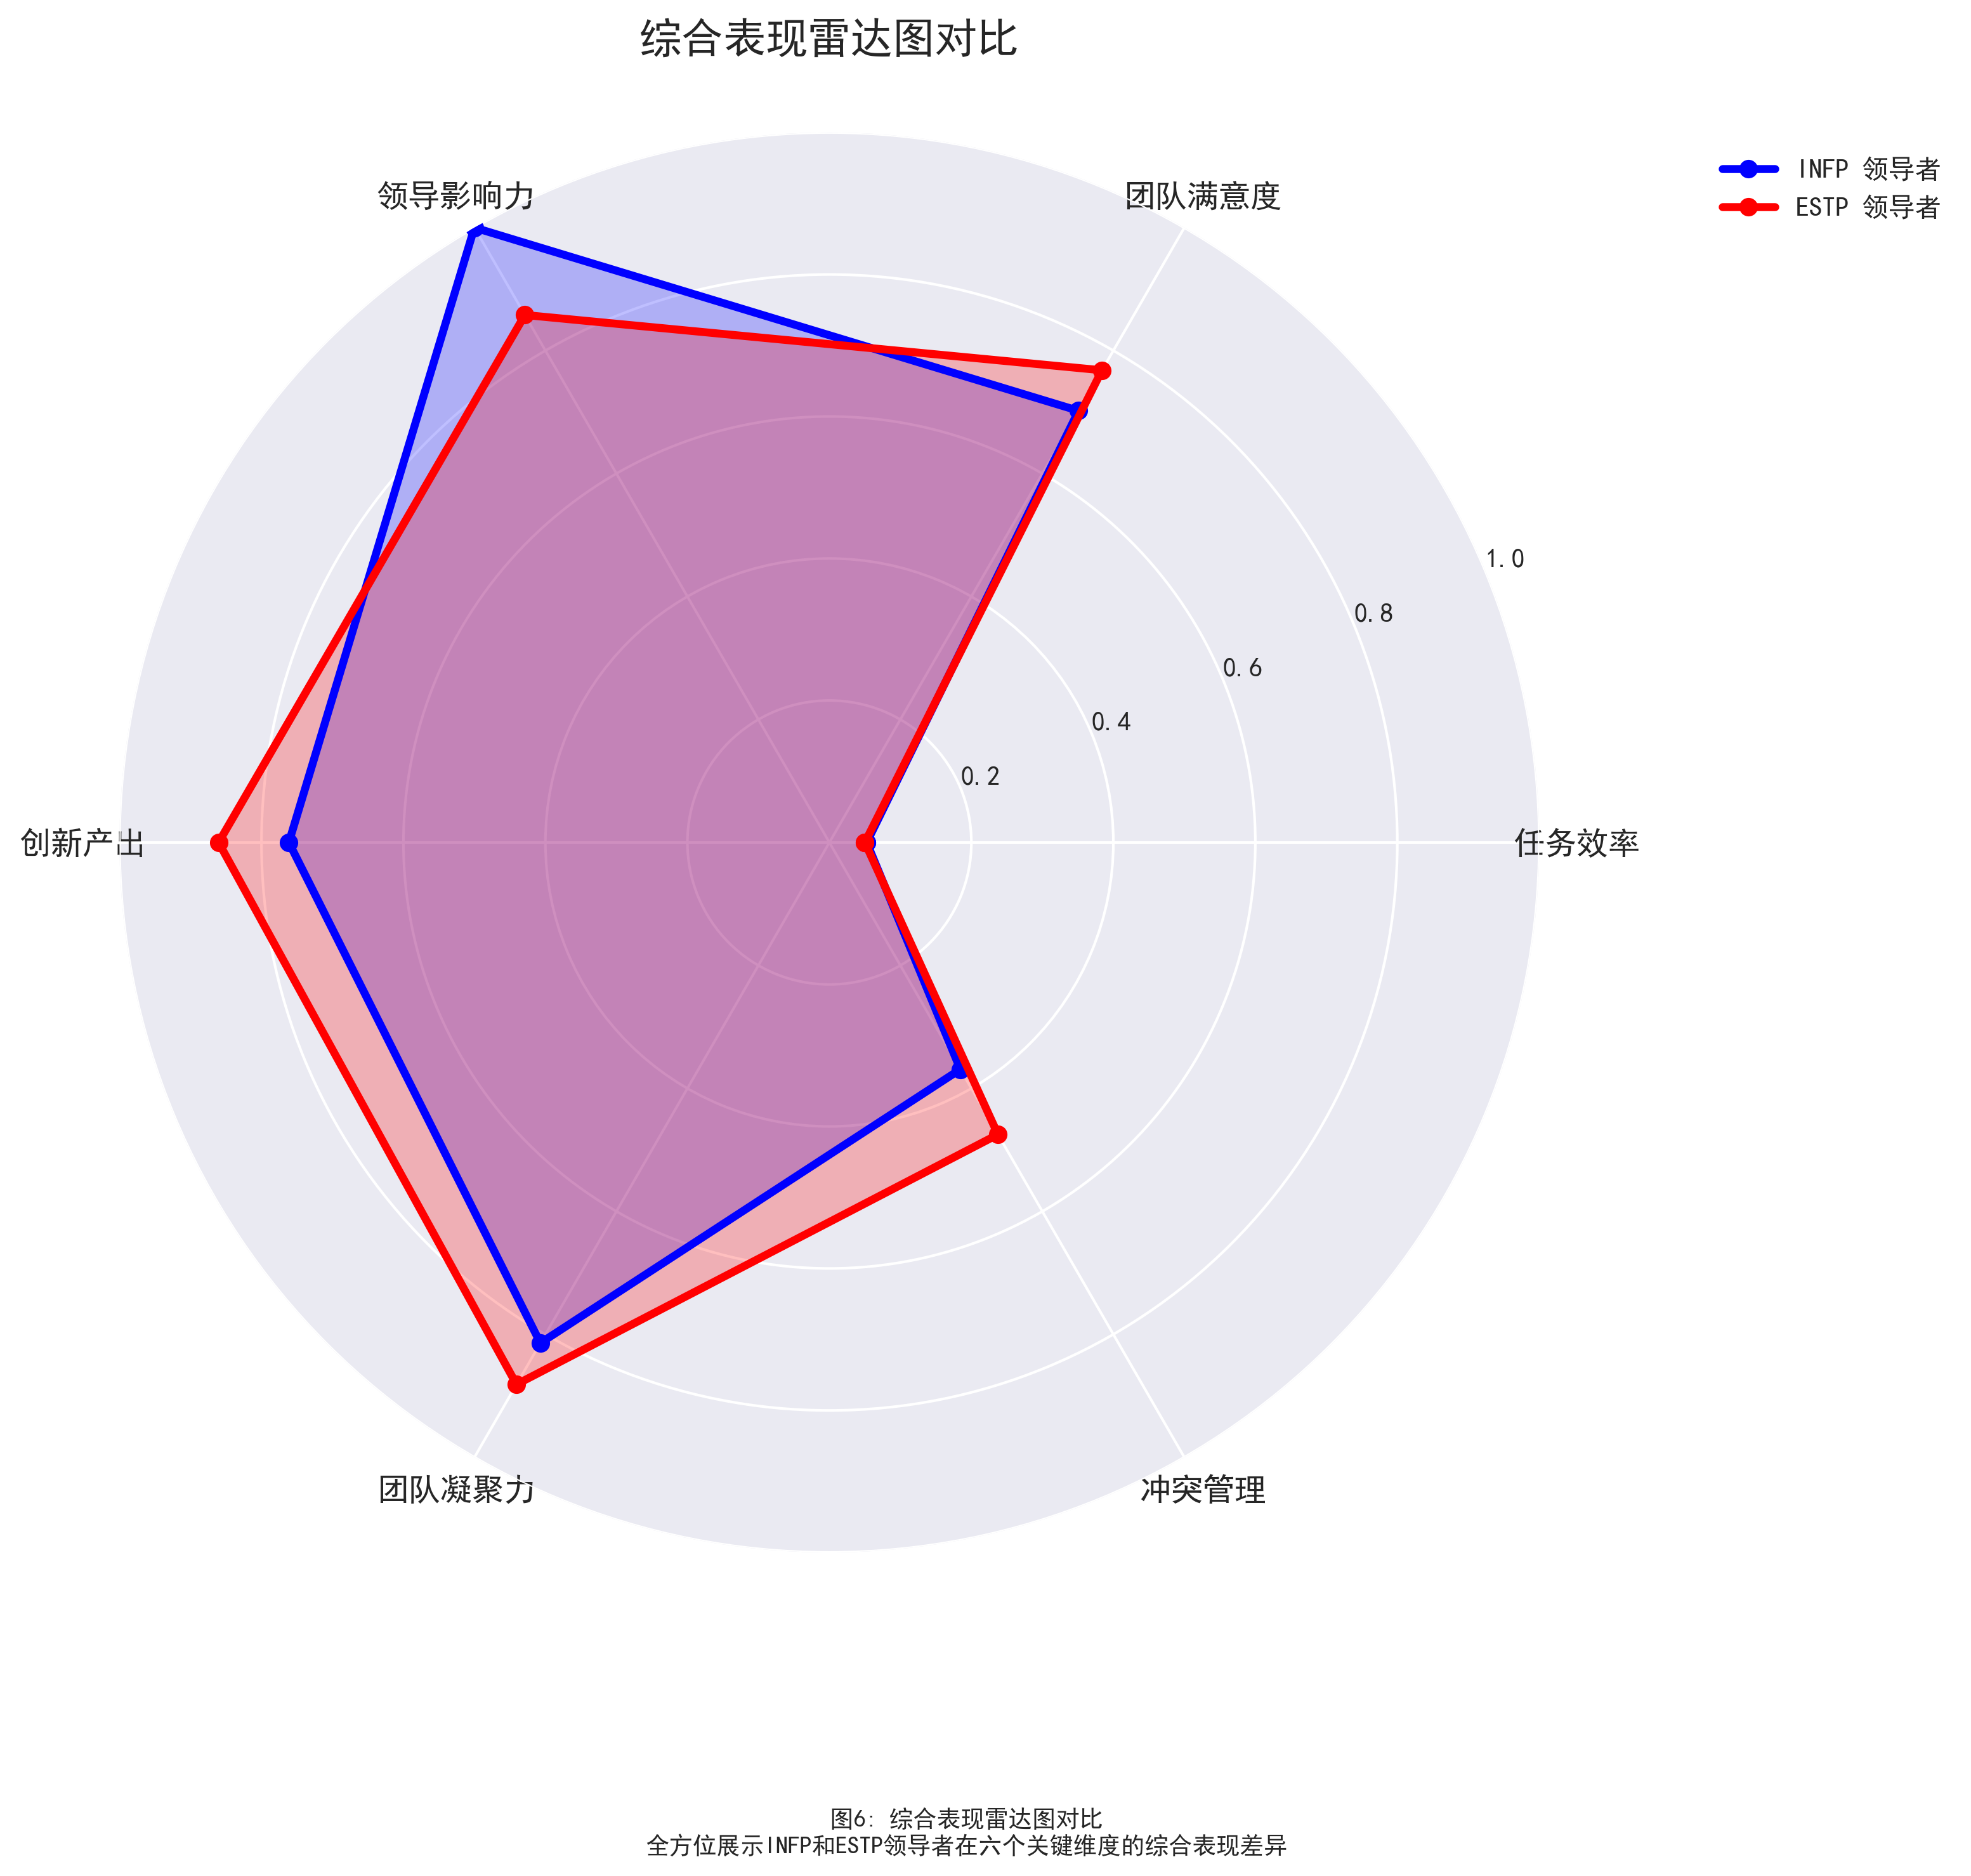 综合表现雷达图对比
INFP 领导者
ESTP 领导者
领导影响力
团队满意度
1.0
0.8
0.6
0.4
0.2
创新产出
任务效率
团队凝聚力
冲突管理
图6: 综合表现雷达图对比
全方位展示INFP和ESTP领导者在六个关键维度的综合表现差异